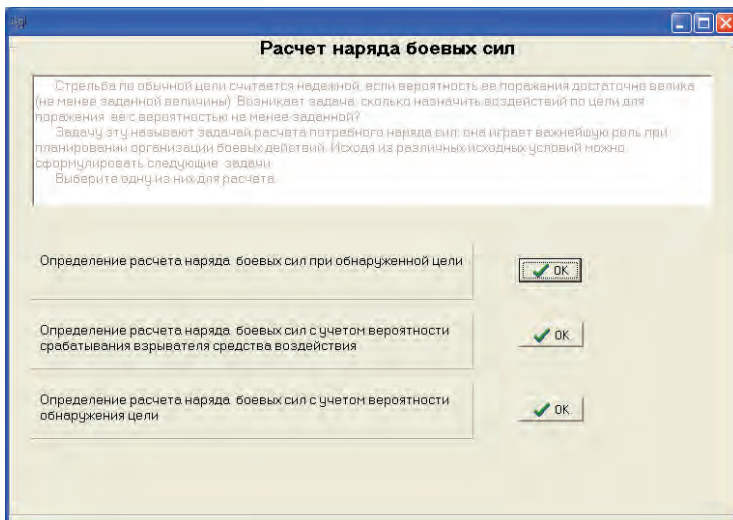 Расчет наряда боевых сил
Стрельба по обычной цели считается надежной, если вероятность ее поражения достаточно велика
(не менее заданной величины). Возникает задача: сколько назначить воздействий по цели для
поражения ее с вероятностью не менее заданной?
Задачу эту называют задачай расчета потребного наряда сил: она играет важнейшую роль при
планировании организации боевых действий. Исходя из различных исходных условий можно
сформулировать следующие задачи
Выберите одну из них для расчета.
Определение расчета наряда боевых сил при обнаруженной цели
OK
Определение расчета наряда боевых сил с учетом вероятности
срабатывания взрывателя средства воздействия
OK
Определение расчета наряда боевых сил с учетом вероятности
обнаружения цели
OK